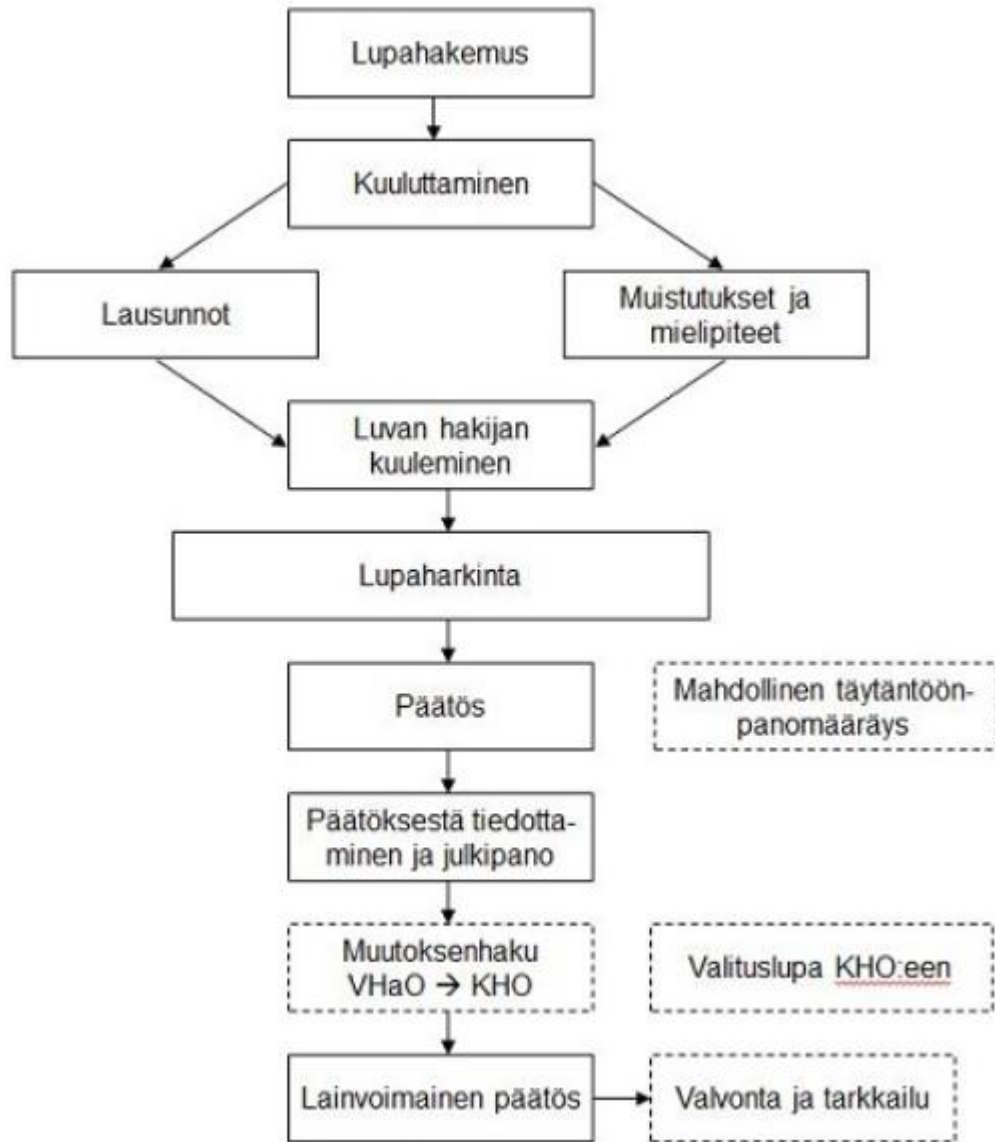 Lupahakemus
Kuuluttaminen
Lausunnot
Muistutukset ja
mielipiteet
Luvan hakijan
kuuleminen
Lupaharkinta
Päätös
Mahdollinen täytäntöön-
panomääräys
Päätöksestä tiedotta-
minen ja julkipano
Muutoksenhaku
VHaO → KHO
Valituslupa KHO:een
Lainvoimainen päätös
Valvonta ja tarkkailu